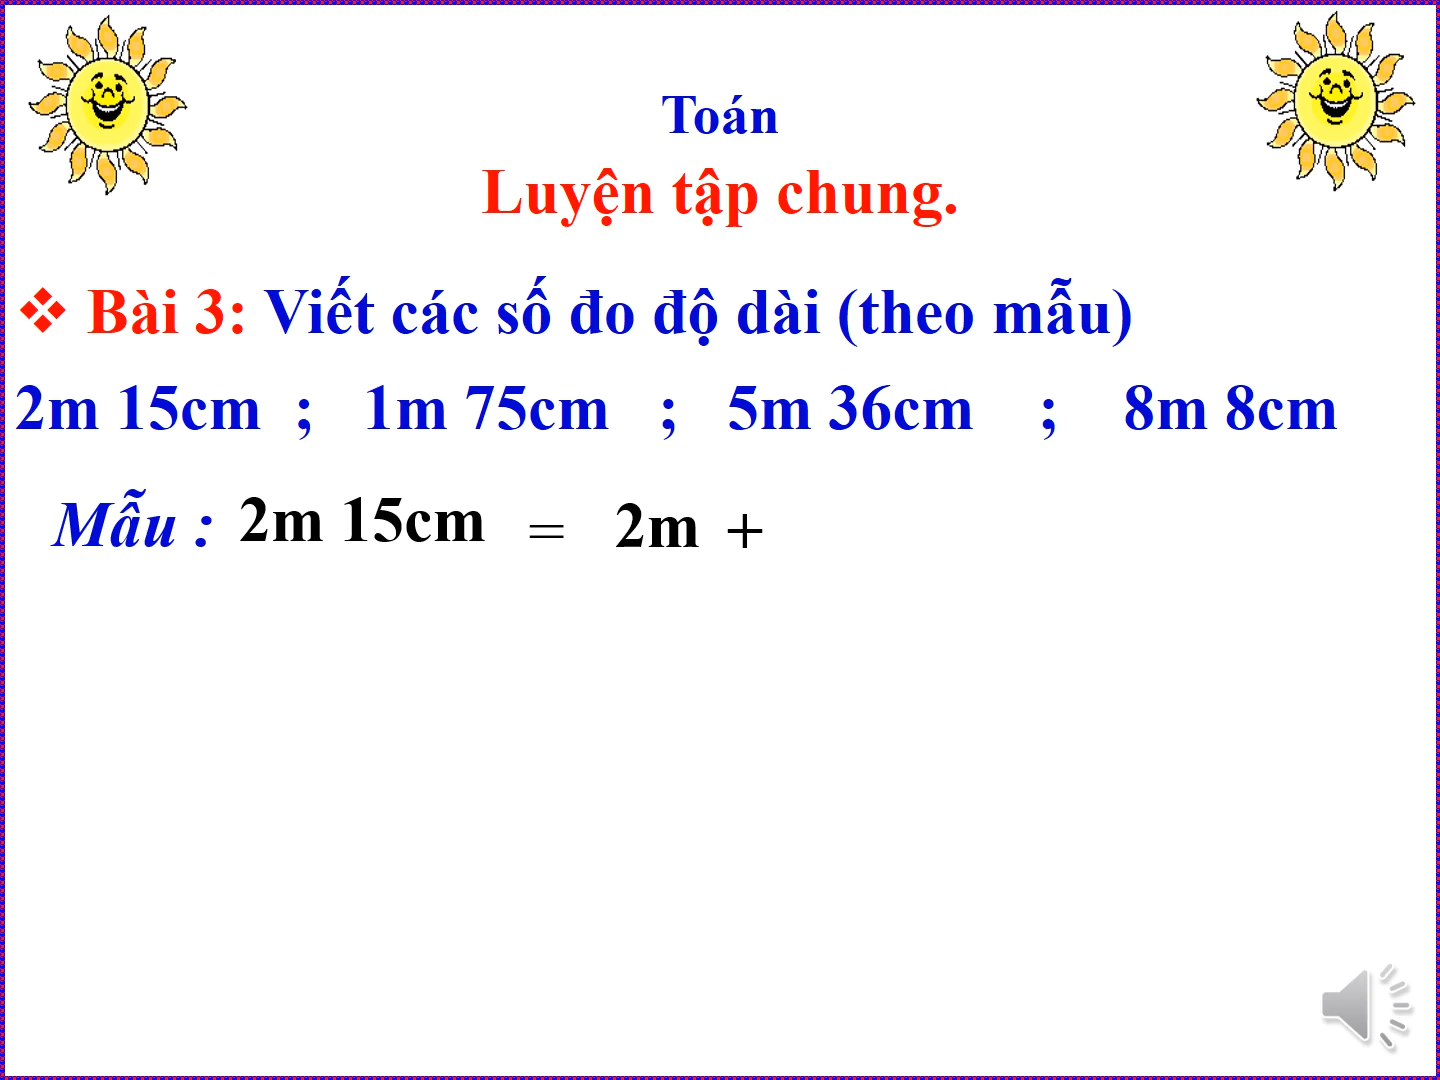 Toán
Luyện tập chung.
❖ Bài 3: Viết các số đo độ dài (theo mẫu)
2m 15cm ; 1m 75cm ; 5m 36cm ; 8m 8cm
Mẫu : 2m 15cm = 2m +